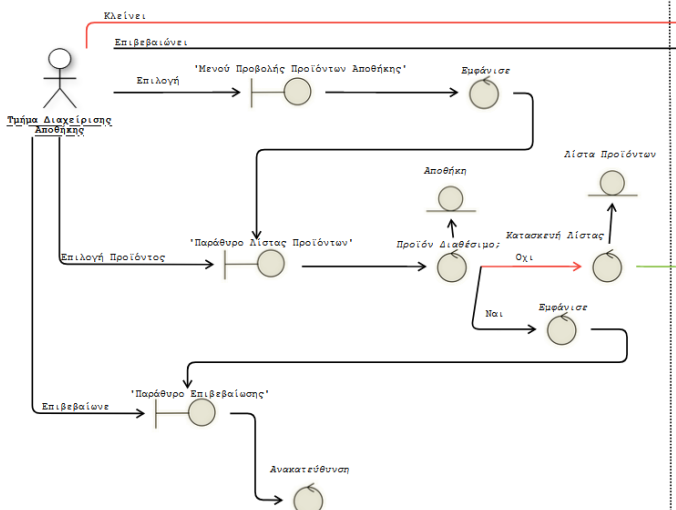 Κλείνει
Επιβεβαιώνει
'Μενού Προβολής Προϊόντων Αποθήκης'
Εμφάνισε
Επιλογή
Τμήμα Διαχείρισης
Αποθήκης
Λίστα Προϊόντων
Αποθήκη
'Παράθυρο Λίστας Προϊόντων'
Προϊόν Διαθέσιμο;
Κατασκευή Λίστας
Επιλογή Προϊόντος
Οχι
Εμφάνισε
Ναι
'Παράθυρο Επιβεβαίωσης'
Επιβεβαίωνε
Ανακατεύθυνση